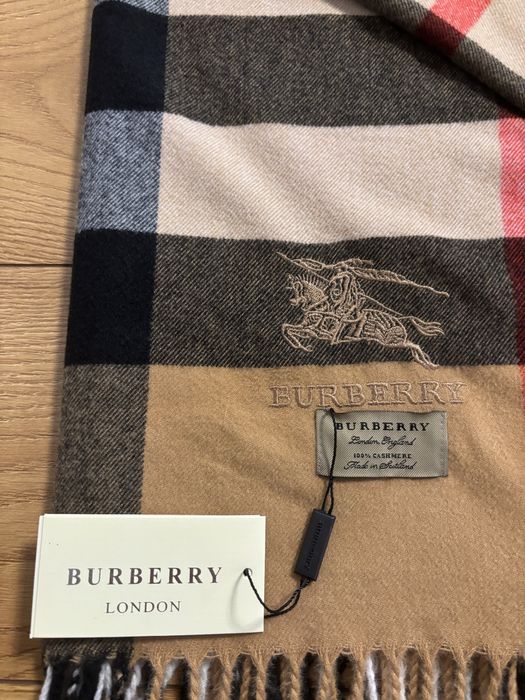 BURBERRY
BURBERRY
London, England
100% CASHMERE
Made in Scotland
BURBERRY
LONDON